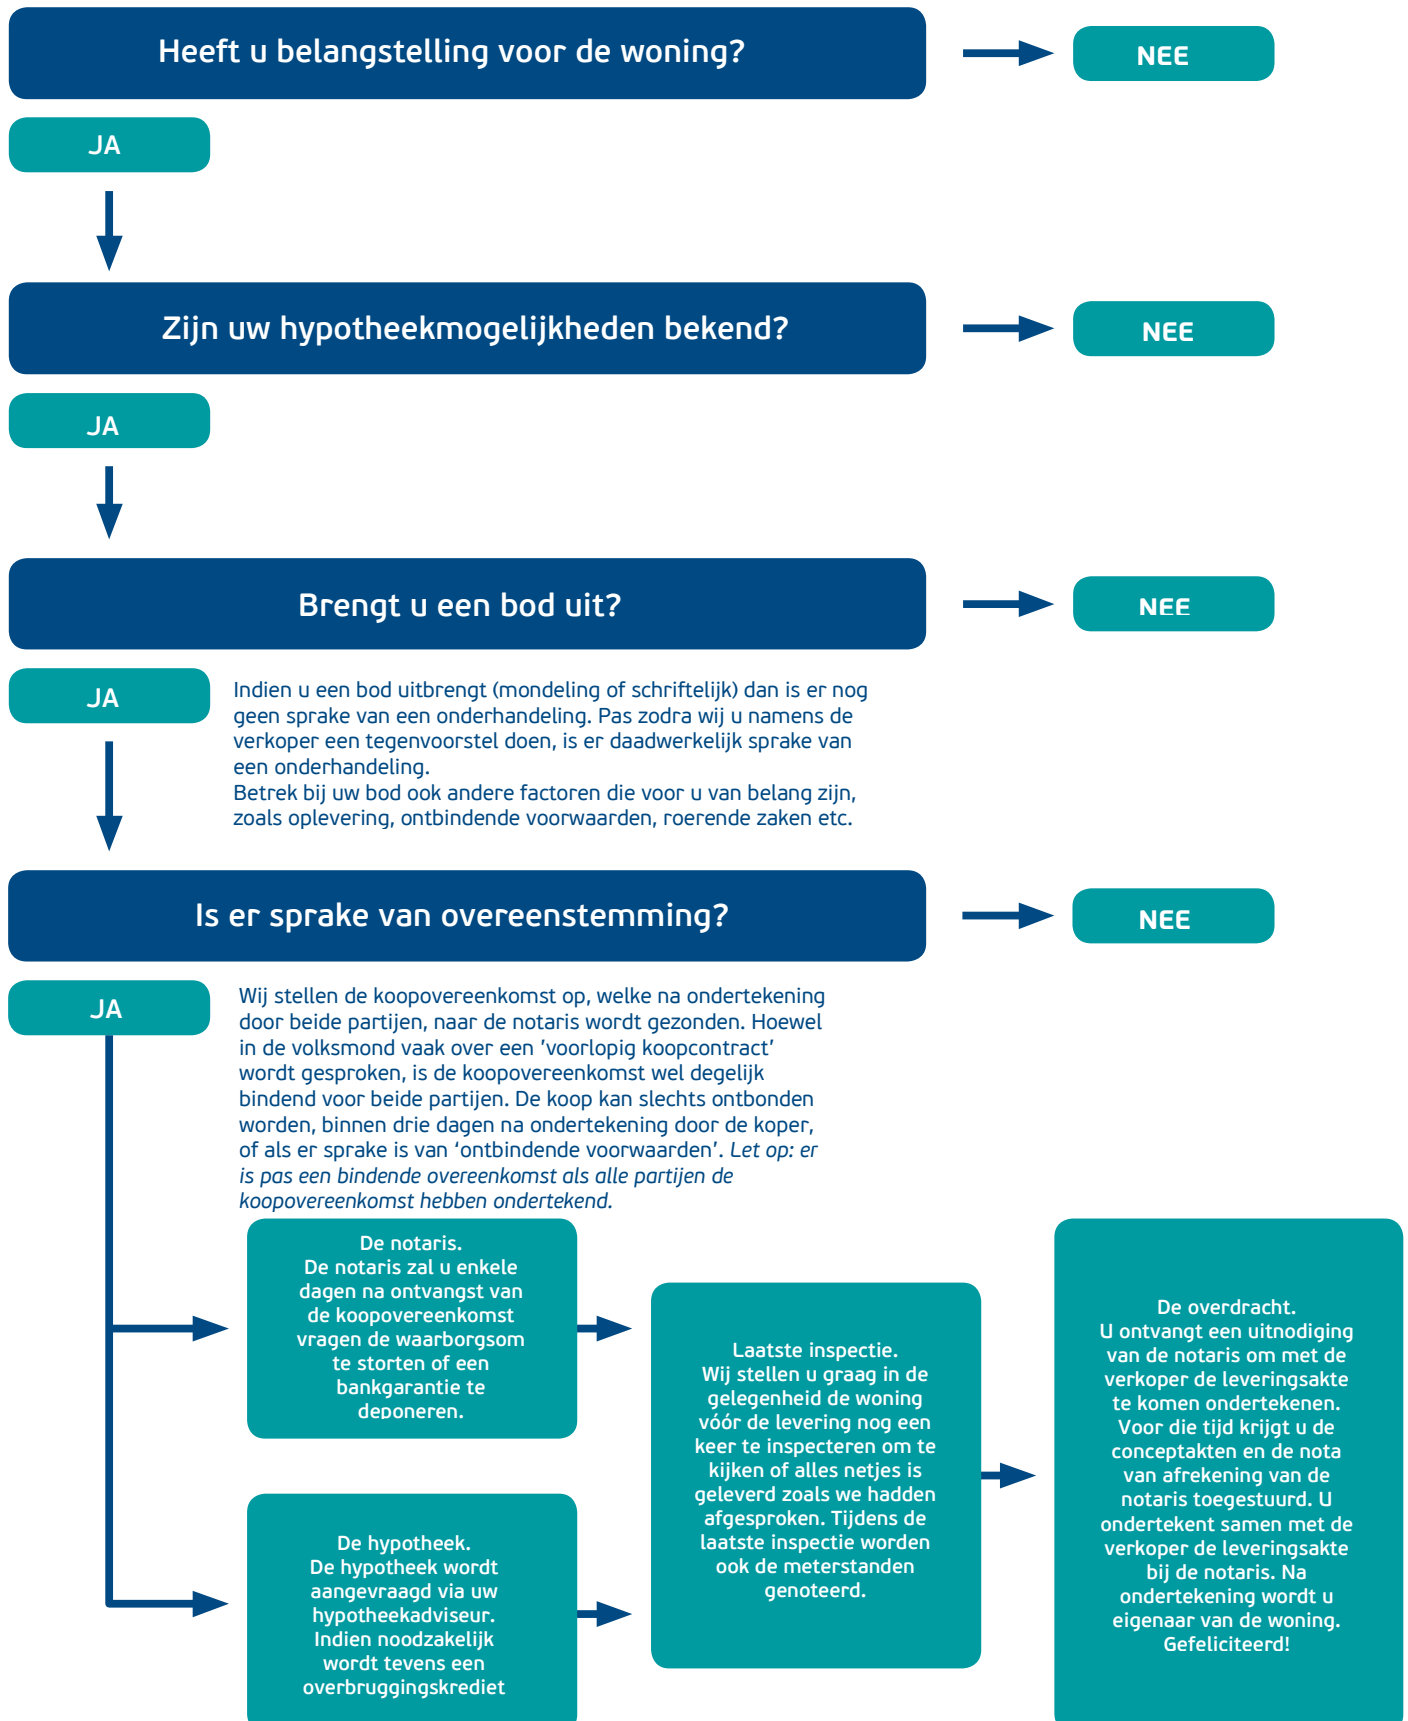 Heeft u belangstelling voor de woning?
NEE
JA
Zijn uw hypotheekmogelijkheden bekend?
NEE
JA
Brengt u een bod uit?
NEE
JA
Indien u een bod uitbrengt (mondeling of schriftelijk) dan is er nog
geen sprake van een onderhandeling. Pas zodra wij u namens de
verkoper een tegenvoorstel doen, is er daadwerkelijk sprake van
een onderhandeling.
Betrek bij uw bod ook andere factoren die voor u van belang zijn,
zoals oplevering, ontbindende voorwaarden, roerende zaken etc.
Is er sprake van overeenstemming?
NEE
JA
Wij stellen de koopovereenkomst op, welke na ondertekening
door beide partijen, naar de notaris wordt gezonden. Hoewel
in de volksmond vaak over een ’voorlopig koopcontract’
wordt gesproken, is de koopovereenkomst wel degelijk
bindend voor beide partijen. De koop kan slechts ontbonden
worden, binnen drie dagen na ondertekening door de koper,
of als er sprake is van ‘ontbindende voorwaarden’. Let op: er
is pas een bindende overeenkomst als alle partijen de
koopovereenkomst hebben ondertekend.
De notaris.
De notaris zal u enkele
dagen na ontvangst van
de koopovereenkomst
vragen de waarborgsom
te storten of een
bankgarantie te
deponeren.
De hypotheek.
De hypotheek wordt
aangevraagd via uw
hypotheekadviseur.
Indien noodzakelijk
wordt tevens een
overbruggingskrediet
Laatste inspectie.
Wij stellen u graag in de
gelegenheid de woning
vóór de levering nog een
keer te inspecteren om te
kijken of alles netjes is
geleverd zoals we hadden
afgesproken. Tijdens de
laatste inspectie worden
ook de meterstanden
genoteerd.
De overdracht.
U ontvangt een uitnodiging
van de notaris om met de
verkoper de leveringsakte
te komen ondertekenen.
Voor die tijd krijgt u de
conceptakten en de nota
van afrekening van de
notaris toegestuurd. U
ondertekent samen met de
verkoper de leveringsakte
bij de notaris. Na
ondertekening wordt u
eigenaar van de woning.
Gefeliciteerd!